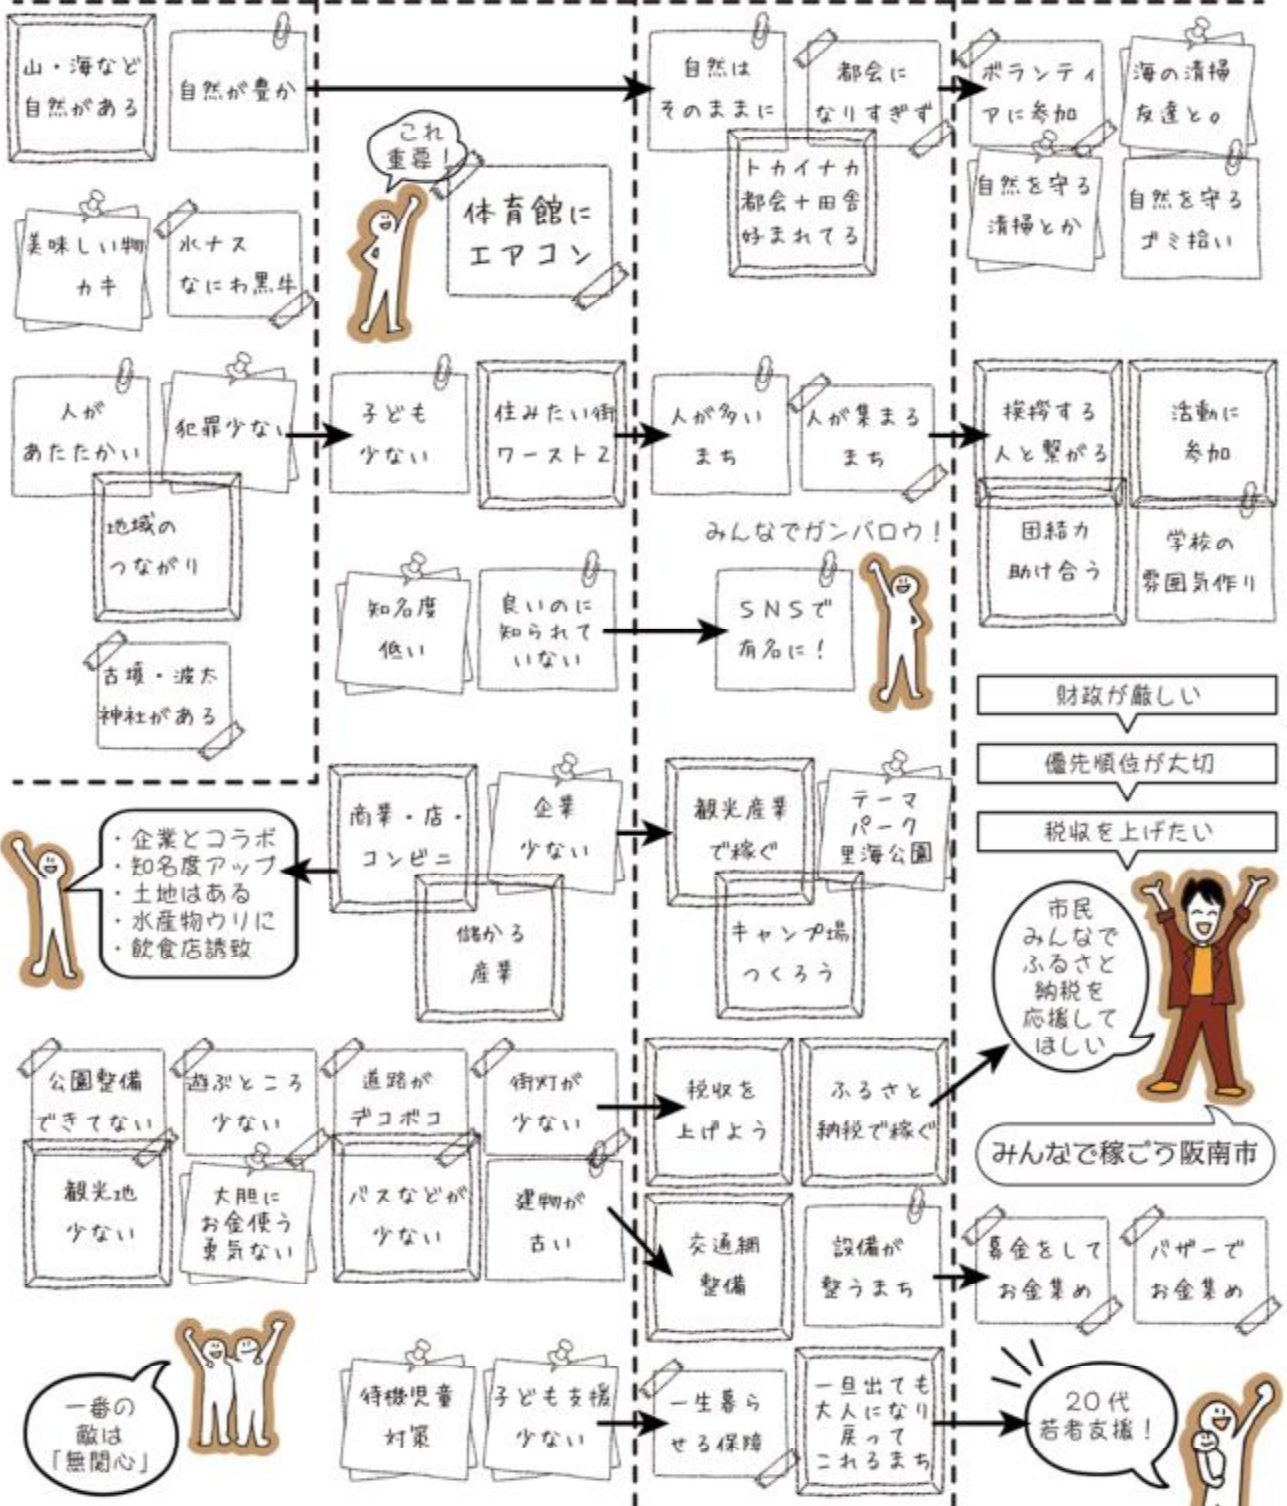 山・海など
自然がある
自然が豊か
自然は
そのままに
都会に
なりすぎず
ボランティ
アに参加
海の清掃
友達と。
これ
重要！
体育館に
エアコン
トカイナカ
都会＋田舎
好まれてる
自然を守る
清掃とか
自然を守る
ゴミ拾い
美味しい物
カキ
水ナス
なにわ黒牛
人が
あたたかい
犯罪少ない
子ども
少ない
住みたい街
ワースト2
人が多い
まち
人が集まる
まち
挨拶する
人と繋がる
活動に
参加
地域の
つながり
みんなでガンバロウ！
団結力
助け合う
学校の
雰囲気作り
知名度
低い
良いのに
知られて
いない
SNSで
有名に！
古墳・波太
神社がある
財政が厳しい
優先順位が大切
税収を上げたい
商業・店・
コンビニ
企業
少ない
観光産業
で稼ぐ
テーマ
パーク
里海公園
・企業とコラボ
・知名度アップ
・土地はある
・水産物ウリに
・飲食店誘致
儲かる
産業
キャンプ場
つくろう
市民
みんなで
ふるさと
納税を
応援して
ほしい
公園整備
できてない
遊ぶところ
少ない
道路が
デコボコ
街灯が
少ない
税収を
上げよう
ふるさと
納税で稼ぐ
みんなで稼ごう阪南市
観光地
少ない
大胆に
お金使う
勇気ない
バスなどが
少ない
建物が
古い
交通網
整備
設備が
整うまち
募金をして
お金集め
バザーで
お金集め
一番の
敵は
「無関心」
待機児童
対策
子ども支援
少ない
一生暮ら
せる保障
一旦出ても
大人になり
戻って
これるまち
20代
若者支援！